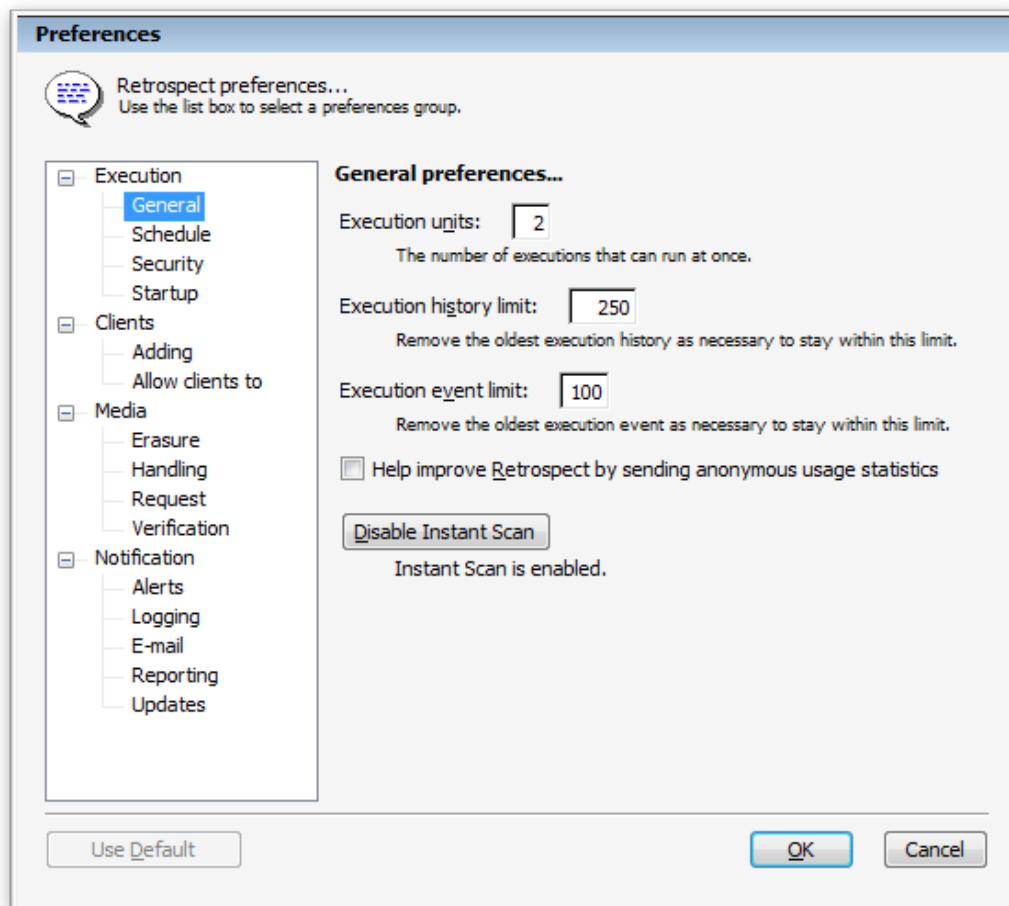 Preferences
Retrospect preferences...
Use the list box to select a preferences group.
Execution
General
Schedule
Security
Startup
Clients
Adding
Allow clients to
Media
Erasure
Handling
Request
Verification
Notification
Alerts
Logging
E-mail
Reporting
Updates
General preferences...
Execution units: 2
The number of executions that can run at once.
Execution history limit: 250
Remove the oldest execution history as necessary to stay within this limit.
Execution event limit: 100
Remove the oldest execution event as necessary to stay within this limit.
Help improve Retrospect by sending anonymous usage statistics
Disable Instant Scan
Instant Scan is enabled.
Use Default
OK
Cancel